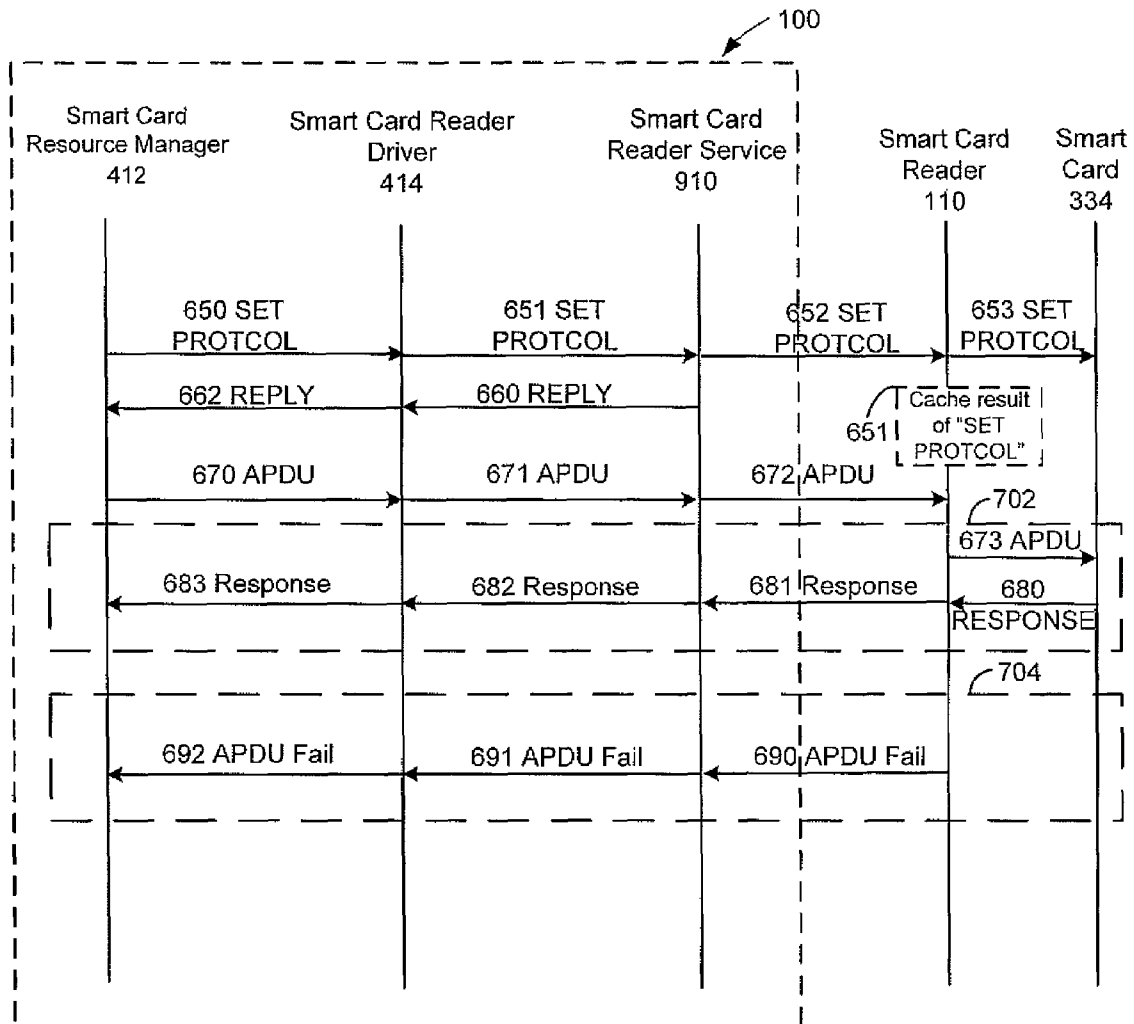 100
Smart Card
Resource Manager
412
Smart Card Reader
Driver
414
Smart Card
Reader Service
910
Smart Card
Reader
110
Smart
Card
334
650 SET
PROTCOL
651 SET
PROTCOL
652 SET
PROTCOL
653 SET
PROTCOL
662 REPLY
660 REPLY
651
Cache result
of "SET
PROTCOL"
670 APDU
671 APDU
672 APDU
702
673 APDU
683 Response
682 Response
681 Response
680
RESPONSE
704
692 APDU Fail
691 APDU Fail
690 APDU Fail